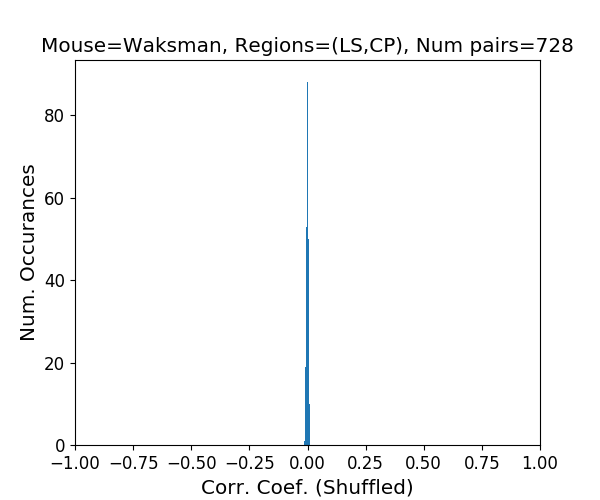 Mouse=Waksman, Regions=(LS,CP), Num pairs=728
Num. Occurances
80
60
40
20
0
−1.00 −0.75 −0.50 −0.25 0.00 0.25 0.50 0.75 1.00
Corr. Coef. (Shuffled)